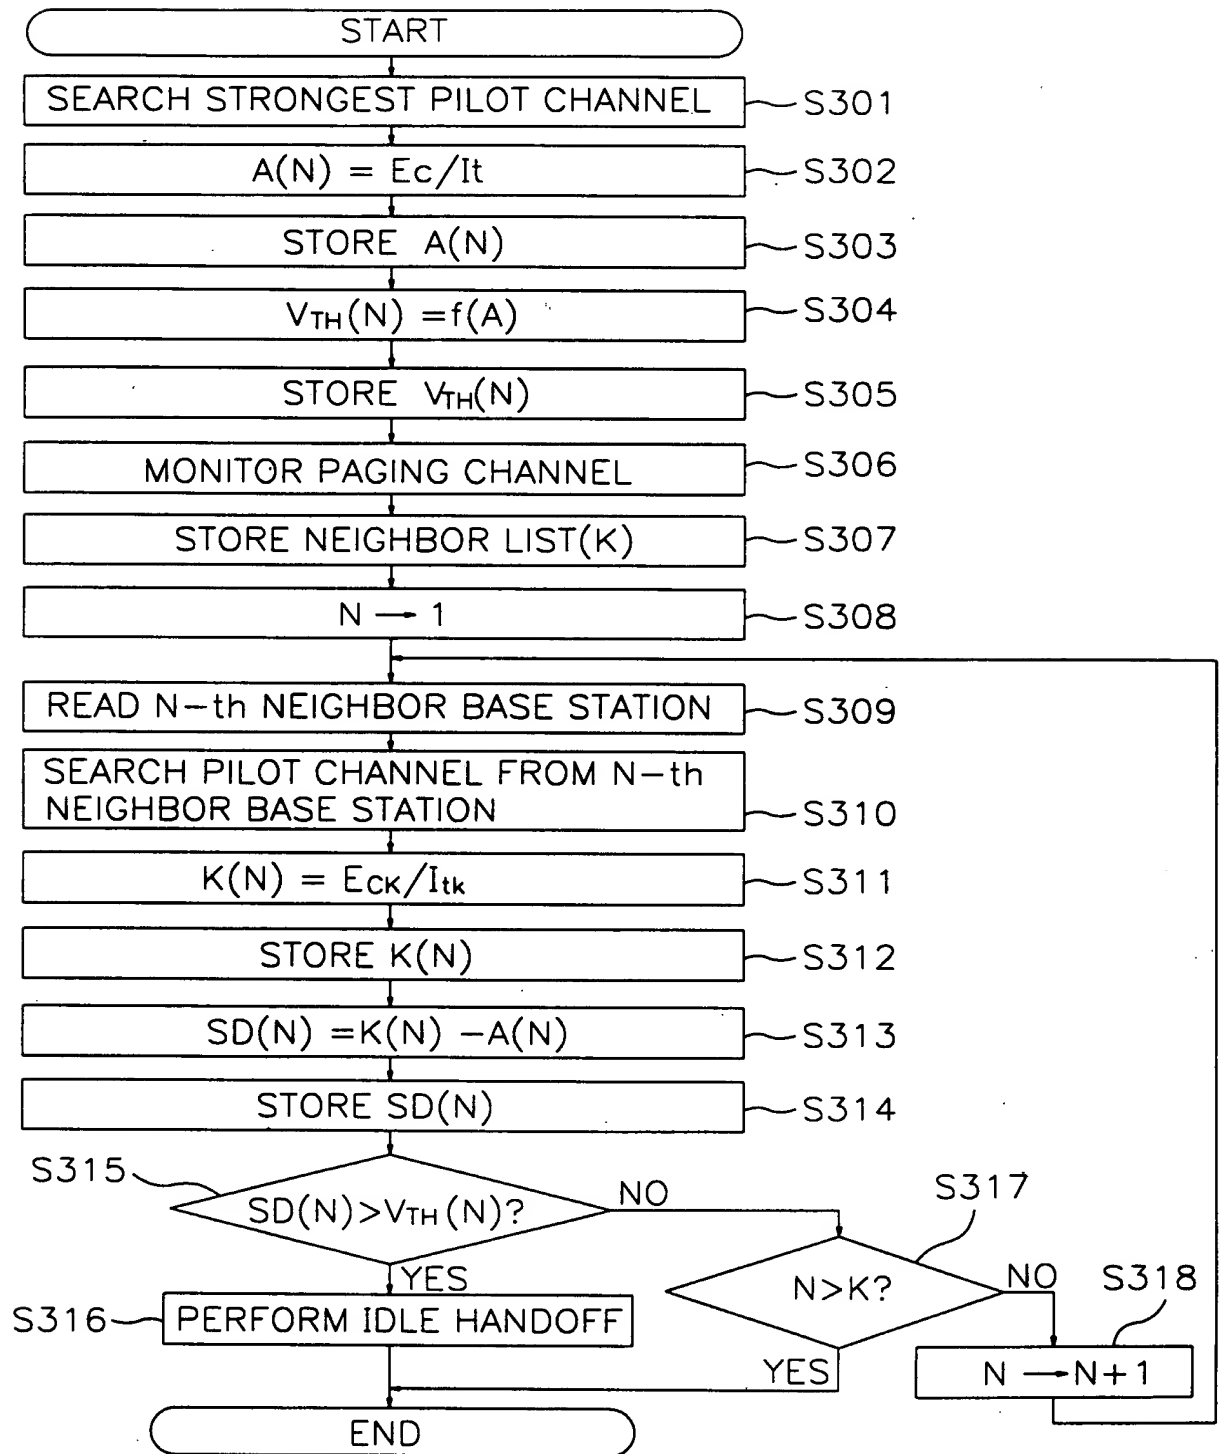 START
SEARCH STRONGEST PILOT CHANNEL
S301
A(N) = Ec/It
S302
STORE A(N)
S303
VTH(N) = f(A)
S304
STORE VTH(N)
S305
MONITOR PAGING CHANNEL
S306
STORE NEIGHBOR LIST(K)
S307
N → 1
S308
READ N-th NEIGHBOR BASE STATION
S309
SEARCH PILOT CHANNEL FROM N-th
NEIGHBOR BASE STATION
S310
K(N) = ECK/Itk
S311
STORE K(N)
S312
SD(N) = K(N) - A(N)
S313
STORE SD(N)
S314
S315
SD(N)>VTH(N)?
NO
S317
YES
N>K?
NO
S318
S316
PERFORM IDLE HANDOFF
YES
N → N+1
END